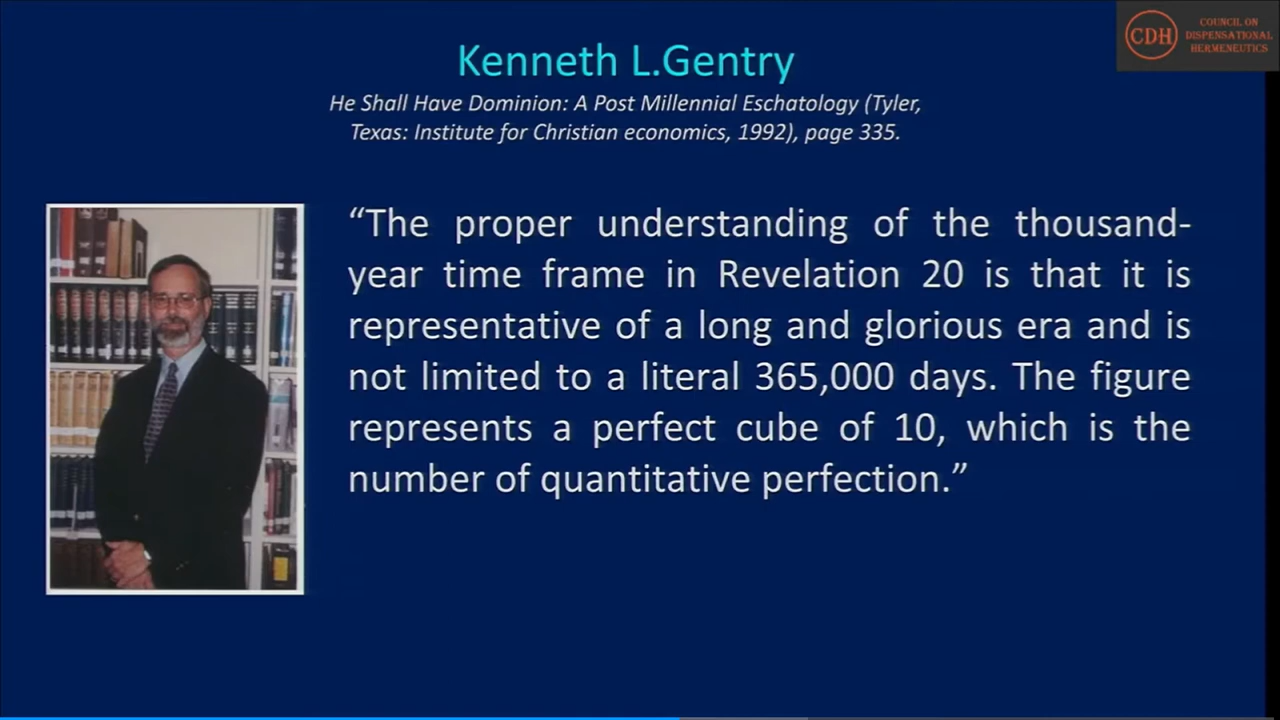 CDH
COUNCIL ON
DISPENSATIONAL
HERMENEUTICS
Kenneth L.Gentry
He Shall Have Dominion: A Post Millennial Eschatology (Tyler,
Texas: Institute for Christian economics, 1992), page 335.
“The proper understanding of the thousand-
year time frame in Revelation 20 is that it is
representative of a long and glorious era and is
not limited to a literal 365,000 days. The figure
represents a perfect cube of 10, which is the
number of quantitative perfection.”